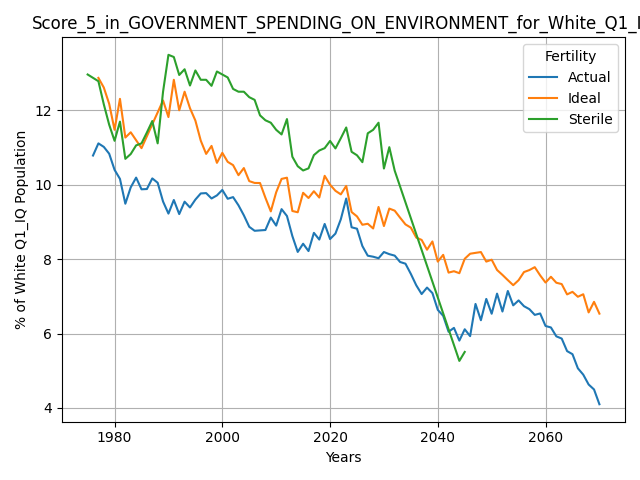 Score_5_in_GOVERNMENT_SPENDING_ON_ENVIRONMENT_for_White_Q1_I
Fertility
Actual
Ideal
Sterile
% of White Q1_IQ Population
12
10
8
6
4
1980
2000
2020
2040
2060
Years